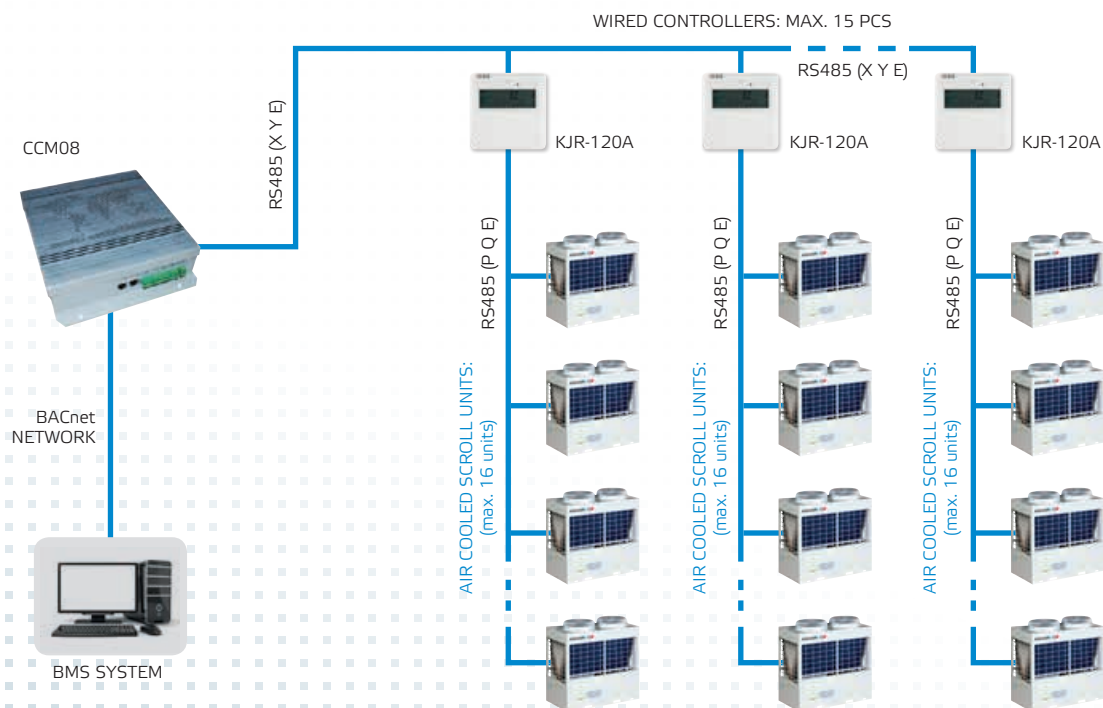 WIRED CONTROLLERS: MAX. 15 PCS
RS485 (X Y E)
RS485 (X Y E)
CCM08
KJR-120A
KJR-120A
KJR-120A
RS485 (P Q E)
RS485 (P Q E)
RS485 (P Q E)
AIR COOLED SCROLL UNITS:
(max. 16 units)
AIR COOLED SCROLL UNITS:
(max. 16 units)
AIR COOLED SCROLL UNITS:
(max. 16 units)
BACnet
NETWORK
BMS SYSTEM